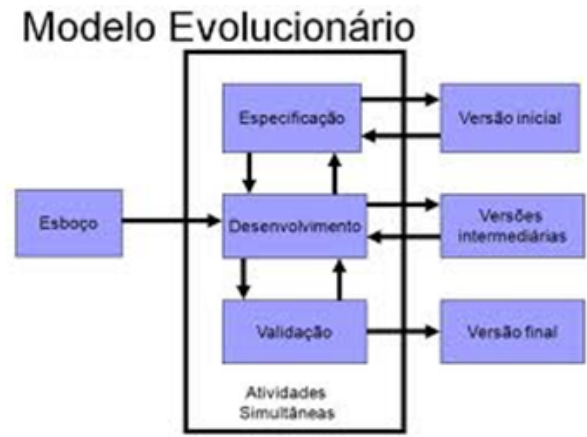 Modelo Evolucionário
Especificação
Versão inicial
Esboço
Desenvolvimento
Versões
intermediárias
Validação
Versão final
Atividades
Simultâneas